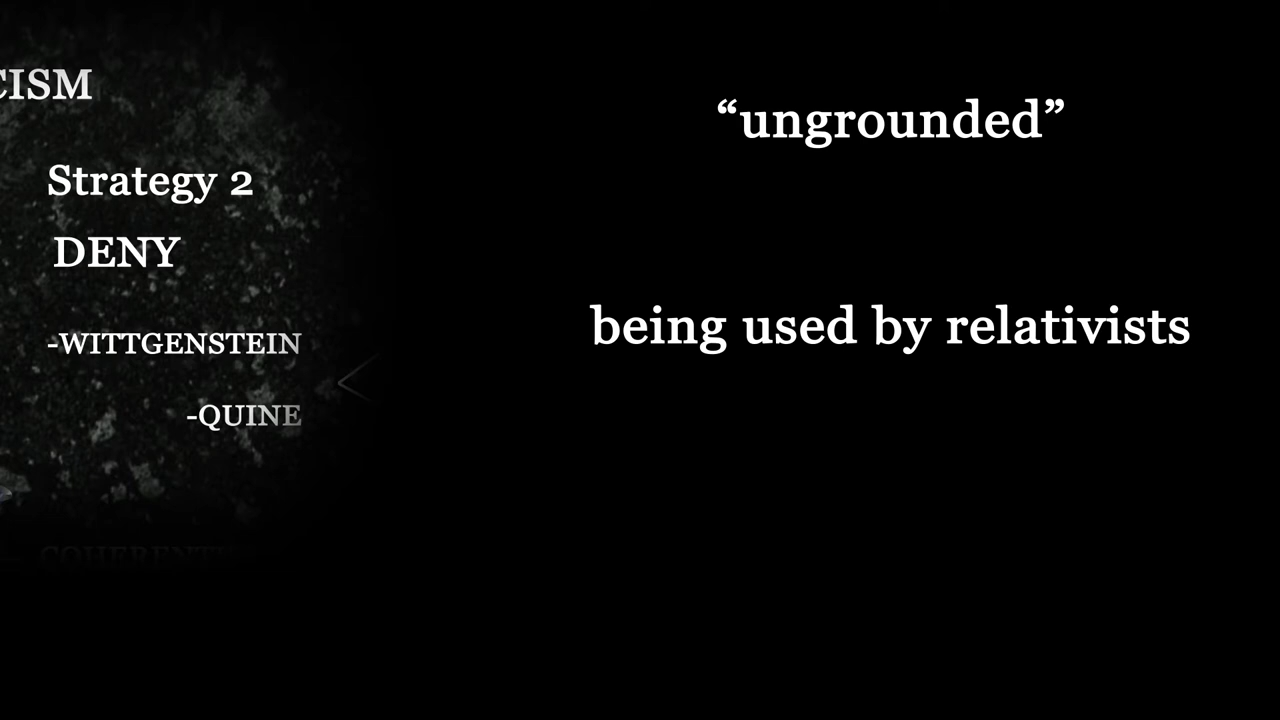 CISM
Strategy 2
DENY
-WITTGENSTEIN
-QUINE
“ungrounded”
being used by relativists